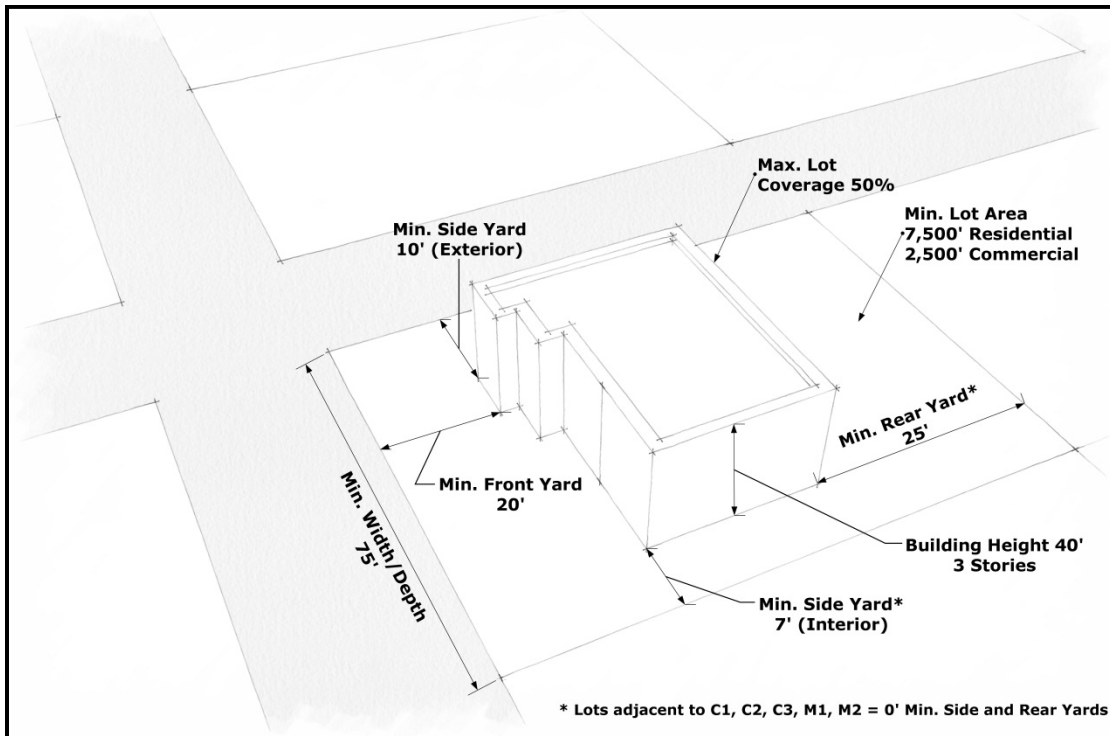 Max. Lot
Coverage 50%
Min. Side Yard
10' (Exterior)
Min. Lot Area
7,500' Residential
2,500' Commercial
Min. Rear Yard*
25'
Min. Front Yard
20'
Min. Width/Depth
75'
Building Height 40'
3 Stories
Min. Side Yard*
7' (Interior)
* Lots adjacent to C1, C2, C3, M1, M2 = 0' Min. Side and Rear Yards